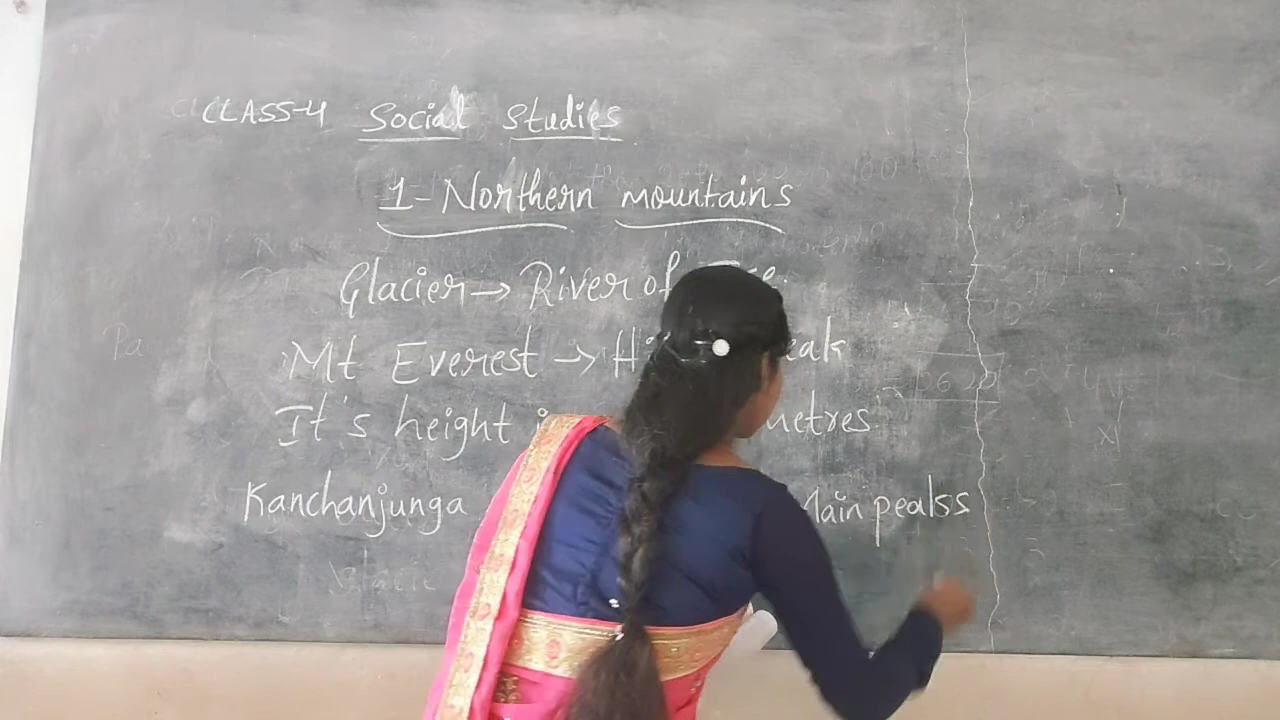 CLASS-4 Social Studies
1- Northern mountains
Glacier → River of
Mt Everest →
It's height metres
Kanchanjunga Main pealss